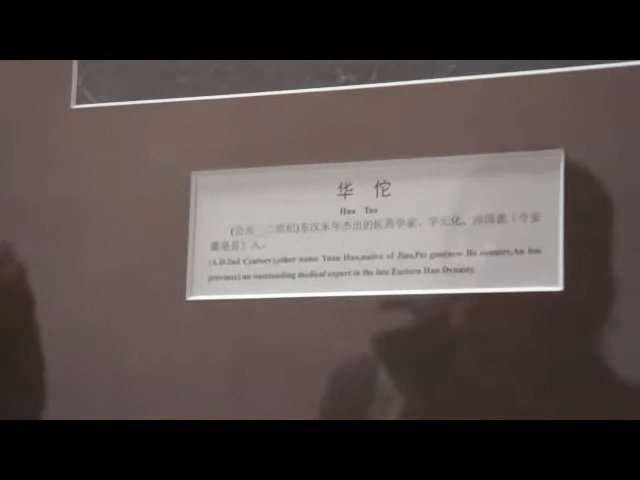 华 佗
Hua Tuo
(公元 二世纪)东汉末年杰出的医药学家，字元化，沛国谯（今安
徽亳县）人。
(A.D.2nd Century),other name Yuan Hua,native of Jiao,Pei guo(now Bo country,An hui
province) an outstanding medical expert in the late Eastern Han Dynasty.